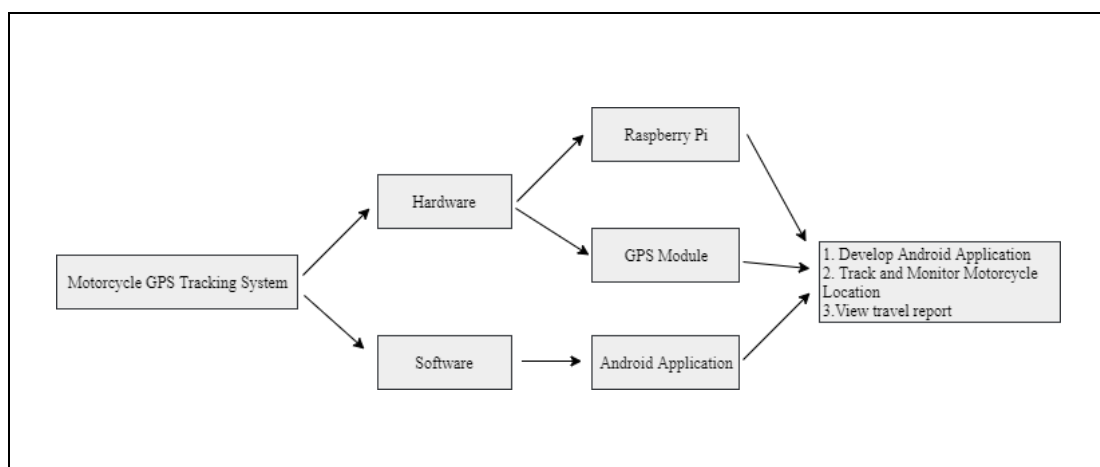 Raspberry Pi
Hardware
GPS Module
Motorcycle GPS Tracking System
1. Develop Android Application
2. Track and Monitor Motorcycle
Location
3.View travel report
Software
Android Application